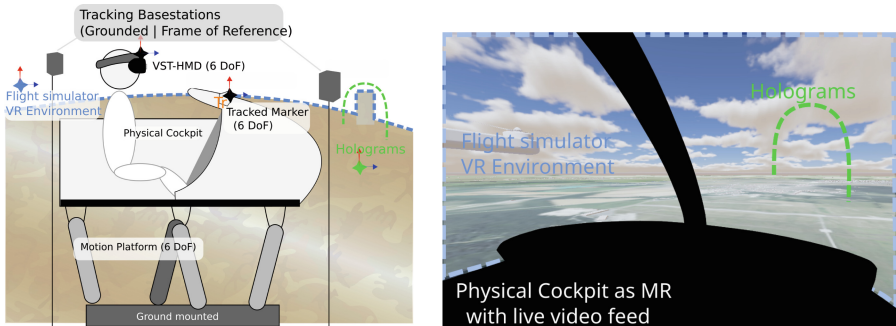 Tracking Basestations
(Grounded | Frame of Reference)
VST-HMD (6 DoF)
Flight simulator
VR Environment
Tracked Marker
(6 DoF)
Physical Cockpit
Holograms
Motion Platform (6 DoF)
Ground mounted
Holograms
Flight simulator
VR Environment
Physical Cockpit as MR
with live video feed